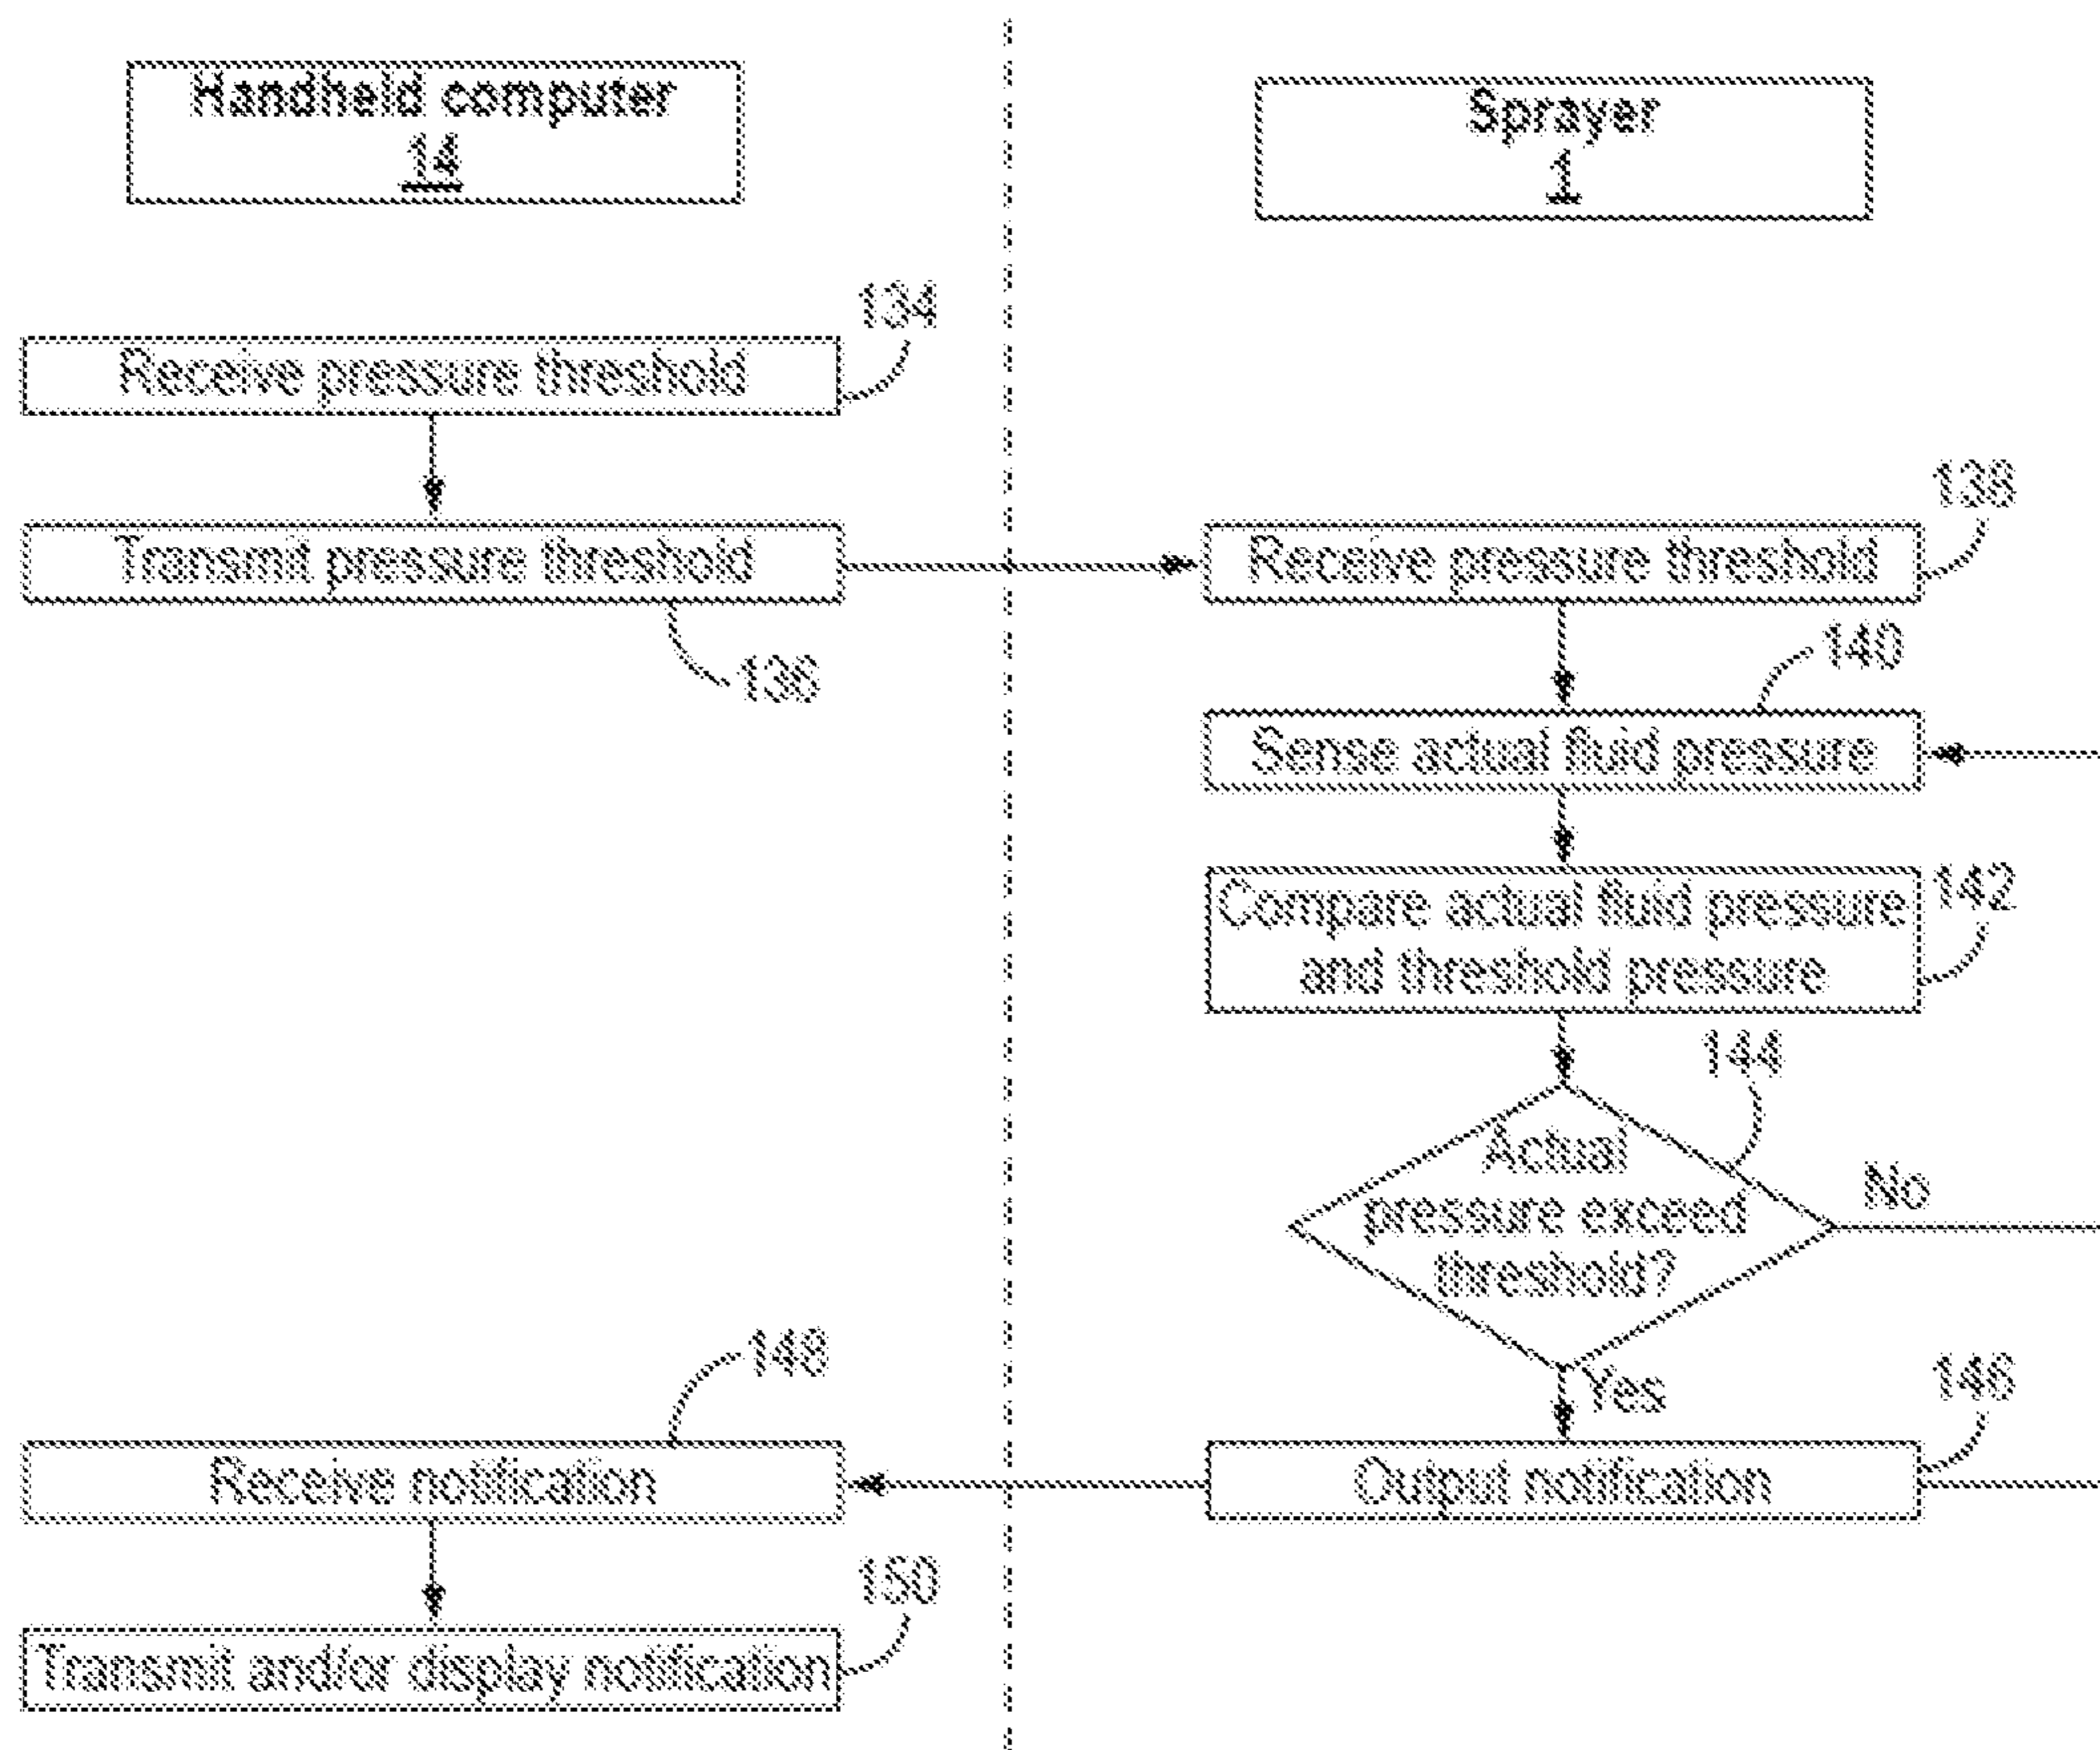 Handheld computer
14
Sprayer
1
134
Receive pressure threshold
138
Transmit pressure threshold
Receive pressure threshold
136
140
Sense actual fluid pressure
142
Compare actual fluid pressure
and threshold pressure
144
Actual
pressure exceed
threshold?
No
Yes
148
146
Receive notification
Output notification
150
Transmit and/or display notification